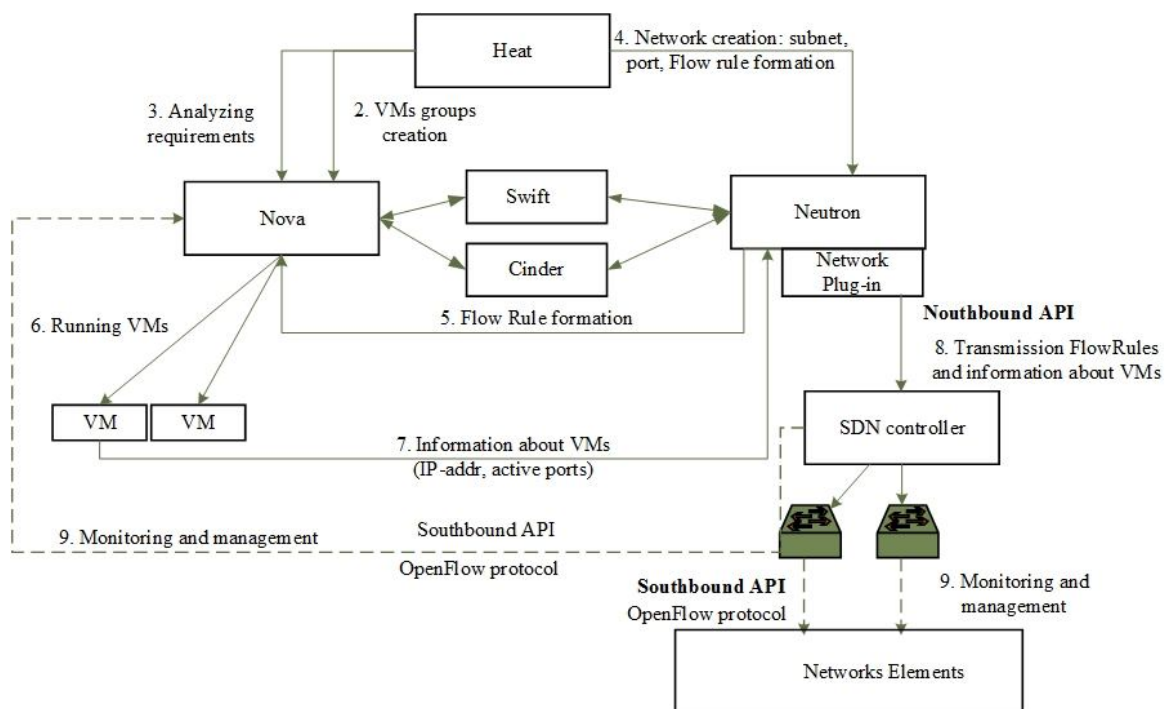 Heat
4. Network creation: subnet,
port, Flow rule formation
3. Analyzing
requirements
2. VMs groups
creation
Nova
Swift
Cinder
Neutron
Network
Plug-in
6. Running VMs
5. Flow Rule formation
Nouthbound API
8. Transmission FlowRules
and information about VMs
VM
VM
SDN controller
7. Information about VMs
(IP-addr, active ports)
9. Monitoring and management
Southbound API
OpenFlow protocol
Southbound API
OpenFlow protocol
9. Monitoring and
management
Networks Elements